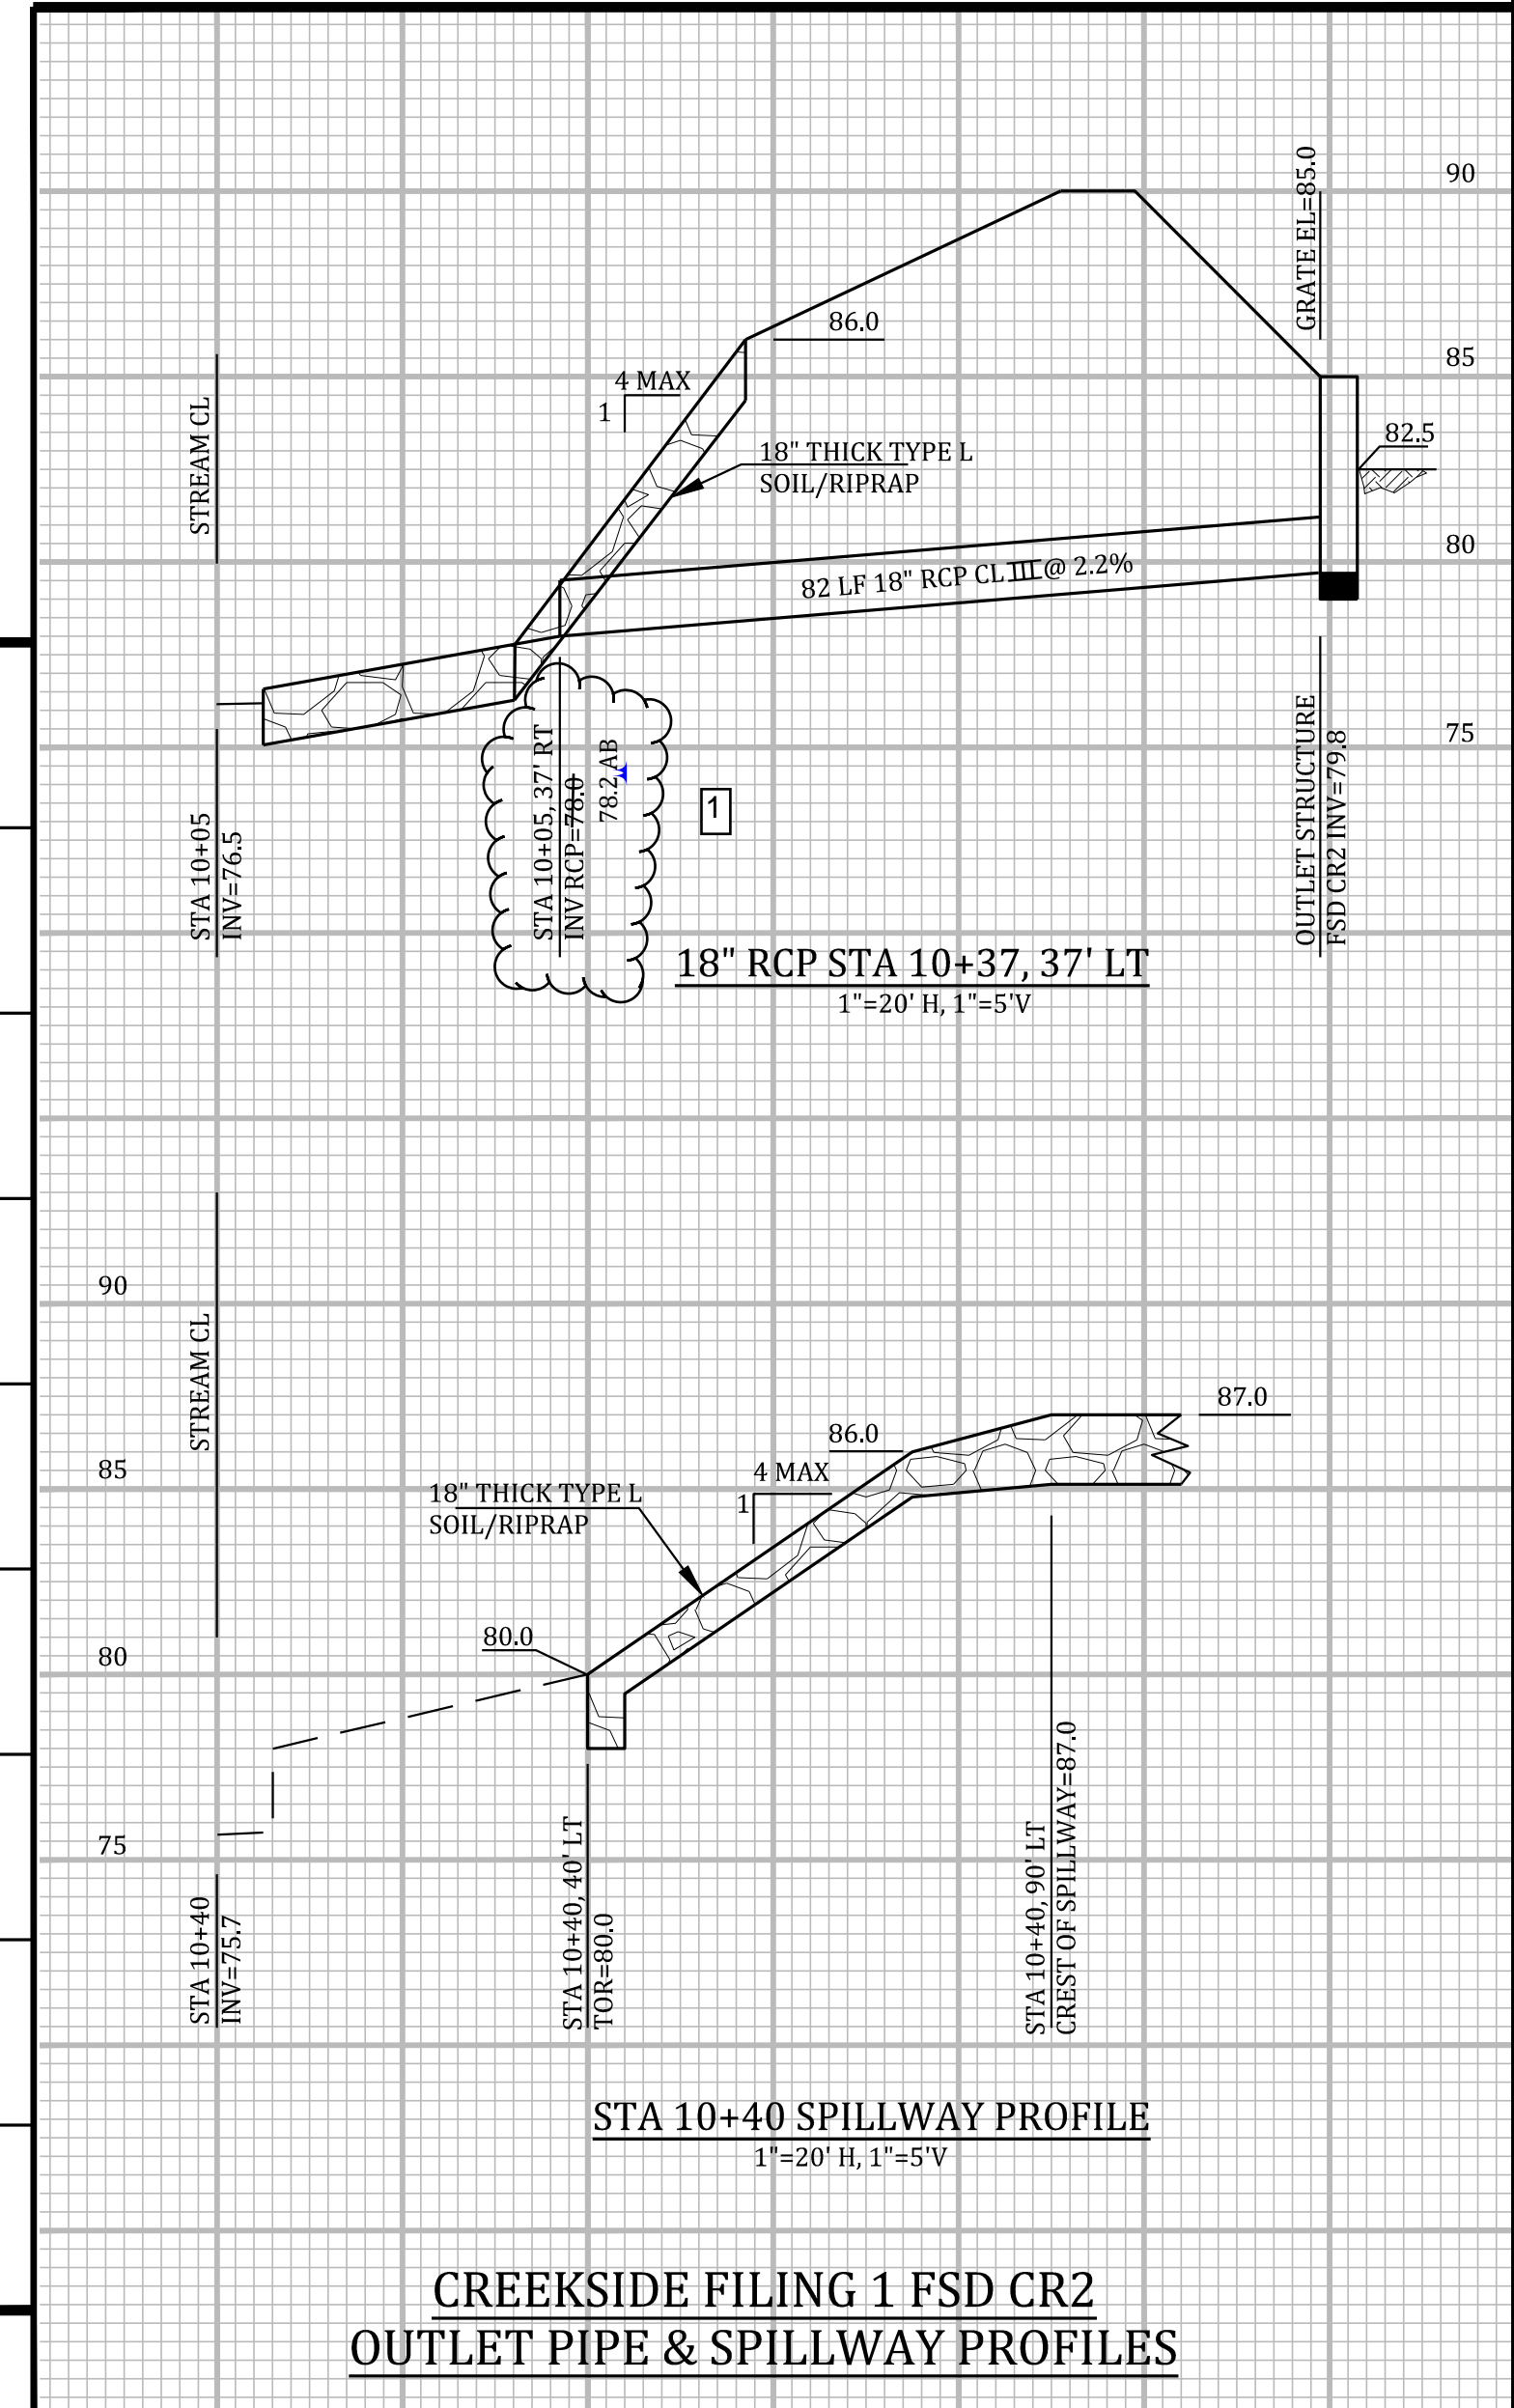 GRATE EL=85.0
90
86.0
85
4 MAX
1
STREAM CL
82.5
18" THICK TYPE L
SOIL/RIPRAP
80
82 LF 18" RCP CL III @ 2.2%
75
STA 10+05
INV=76.5
STA 10+05, 37' RT
INV RCP=78.0
78.2 AB
1
OUTLET STRUCTURE
FSD CR2 INV=79.8
18" RCP STA 10+37, 37' LT
1"=20' H, 1"=5'V
90
STREAM CL
87.0
86.0
85
4 MAX
1
18" THICK TYPE L
SOIL/RIPRAP
80.0
80
75
STA 10+40
INV=75.7
STA 10+40, 40' LT
TOR=80.0
STA 10+40, 90' LT
CREST OF SPILLWAY=87.0
STA 10+40 SPILLWAY PROFILE
1"=20' H, 1"=5'V
CREEKSIDE FILING 1 FSD CR2
OUTLET PIPE & SPILLWAY PROFILES